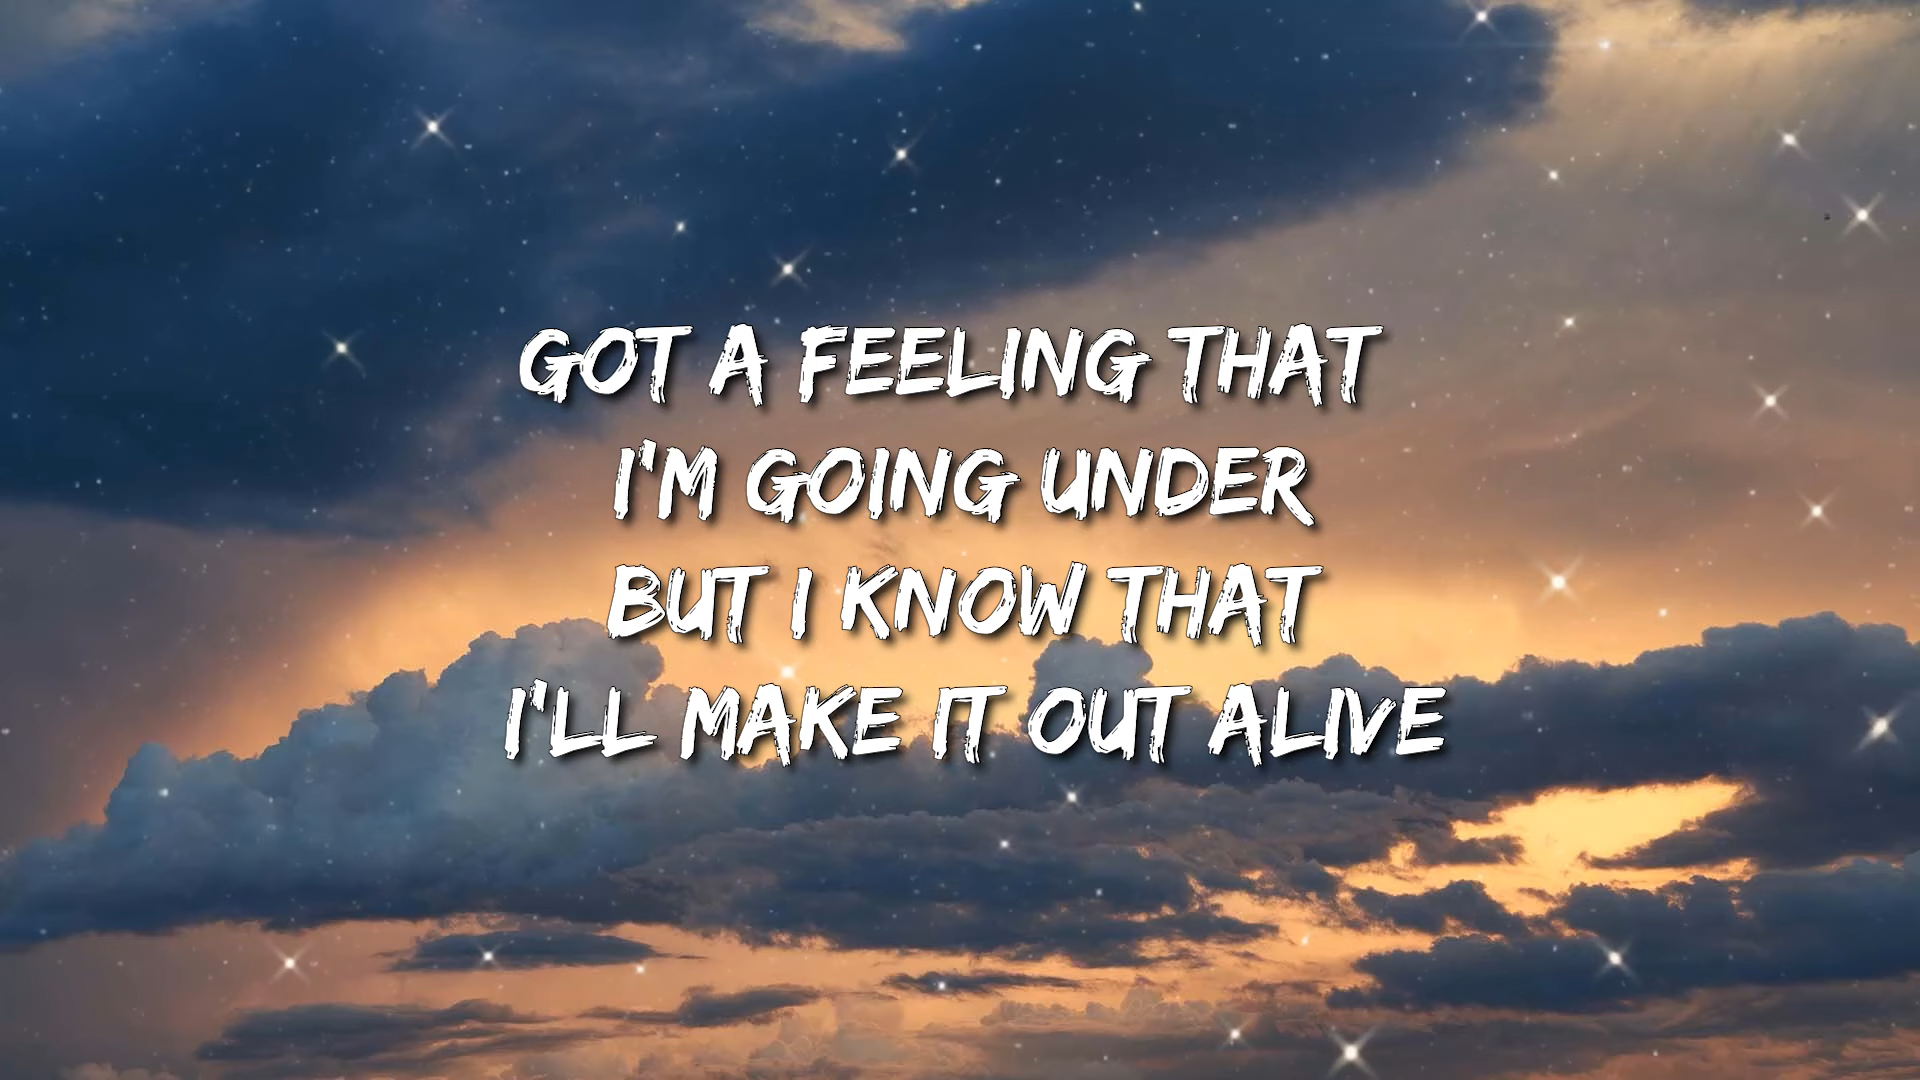 GOT A FEELING THAT
I'M GOING UNDER
BUT I KNOW THAT
I'LL MAKE IT OUT ALIVE